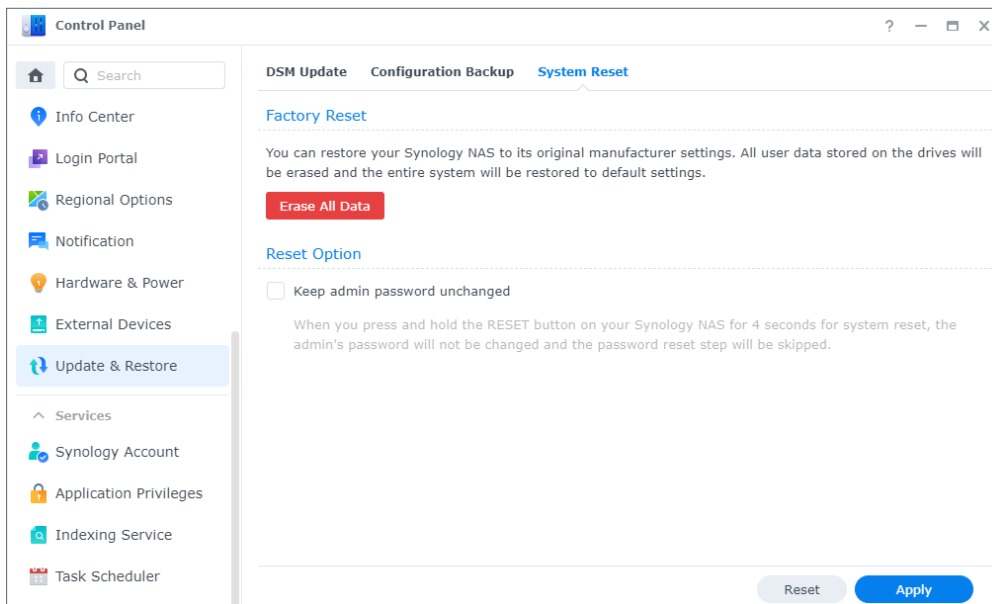 Control Panel
?
Search
Info Center
Login Portal
Regional Options
Notification
Hardware & Power
External Devices
Update & Restore
Services
Synology Account
Application Privileges
Indexing Service
Task Scheduler
DSM Update Configuration Backup System Reset
Factory Reset
You can restore your Synology NAS to its original manufacturer settings. All user data stored on the drives will
be erased and the entire system will be restored to default settings.
Erase All Data
Reset Option
Keep admin password unchanged
When you press and hold the RESET button on your Synology NAS for 4 seconds for system reset, the
admin's password will not be changed and the password reset step will be skipped.
Reset Apply